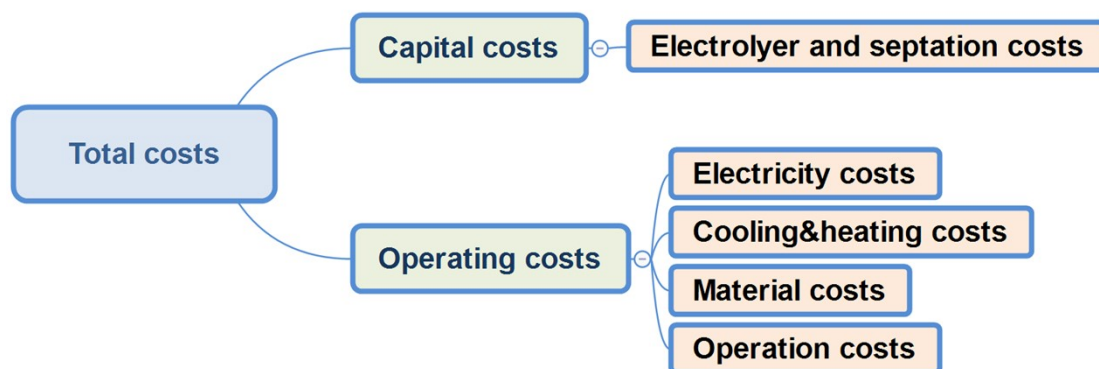 Total costs
Capital costs
Electrolyer and septation costs
Operating costs
Electricity costs
Cooling&heating costs
Material costs
Operation costs